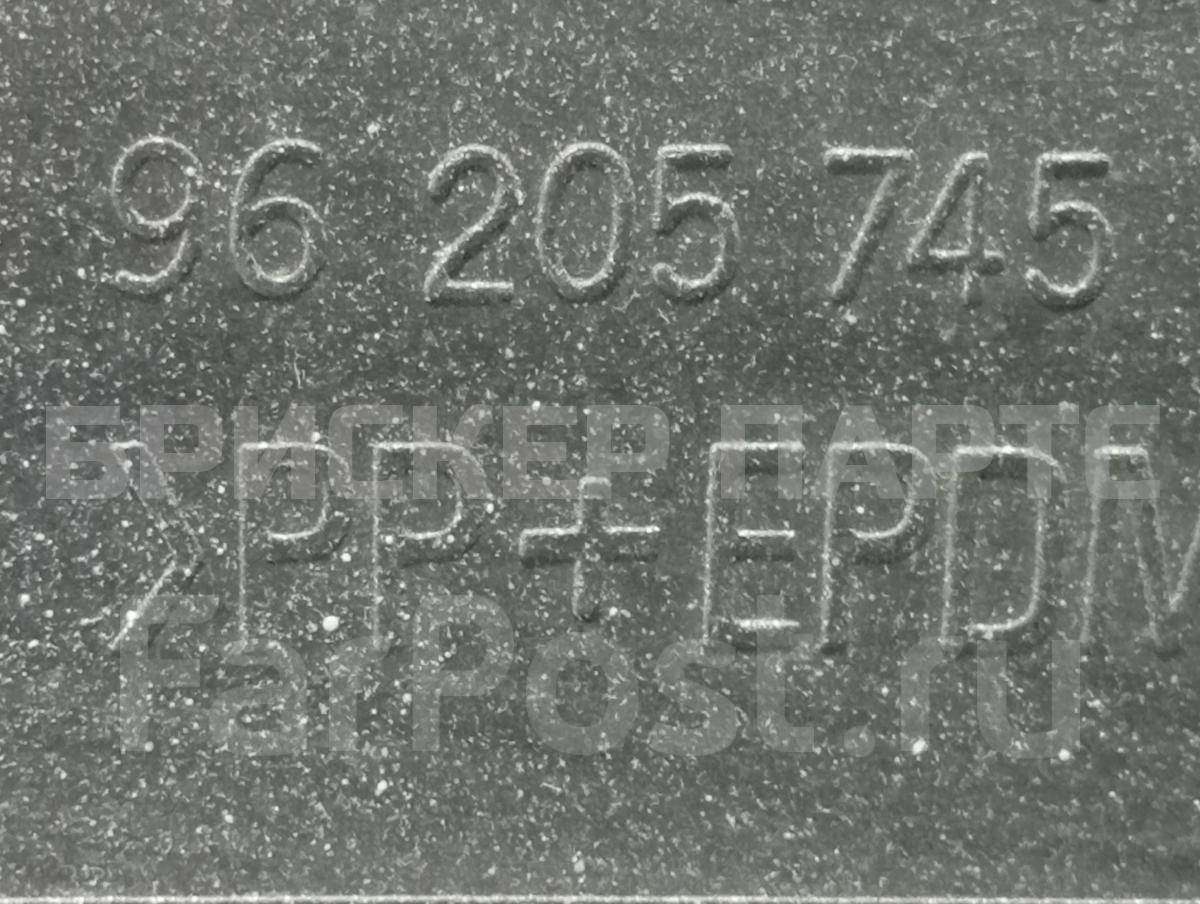 96 205 745
БРИСКЕР ПАРТС
>PP+EPDM
FarPost.ru